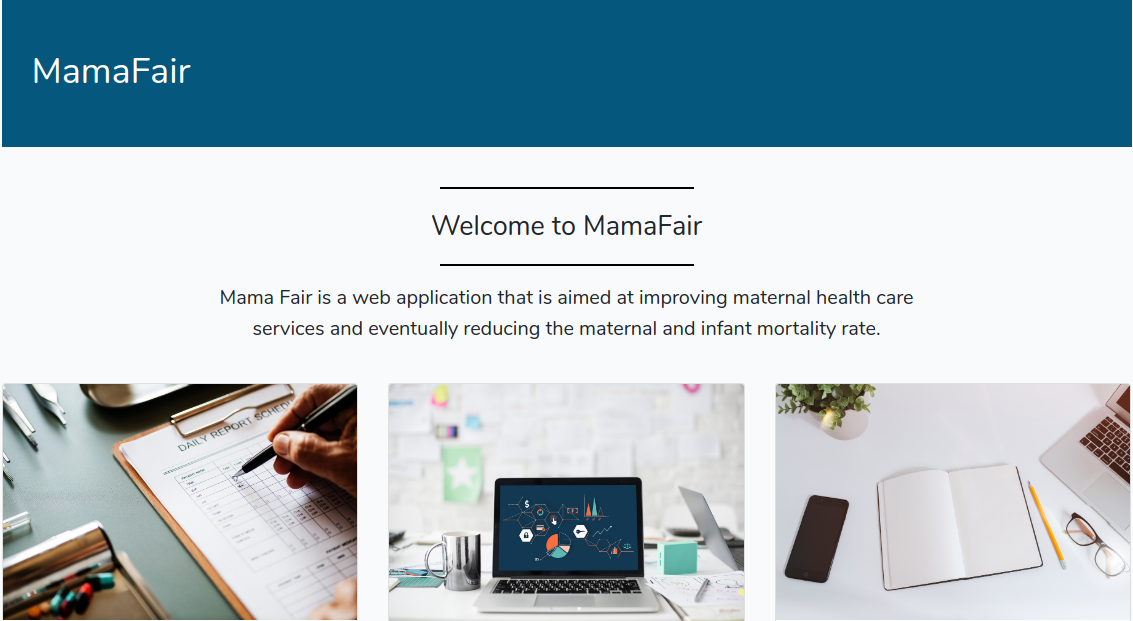 MamaFair
Welcome to MamaFair
Mama Fair is a web application that is aimed at improving maternal health care
services and eventually reducing the maternal and infant mortality rate.
DAILY REPORT SCHED
$